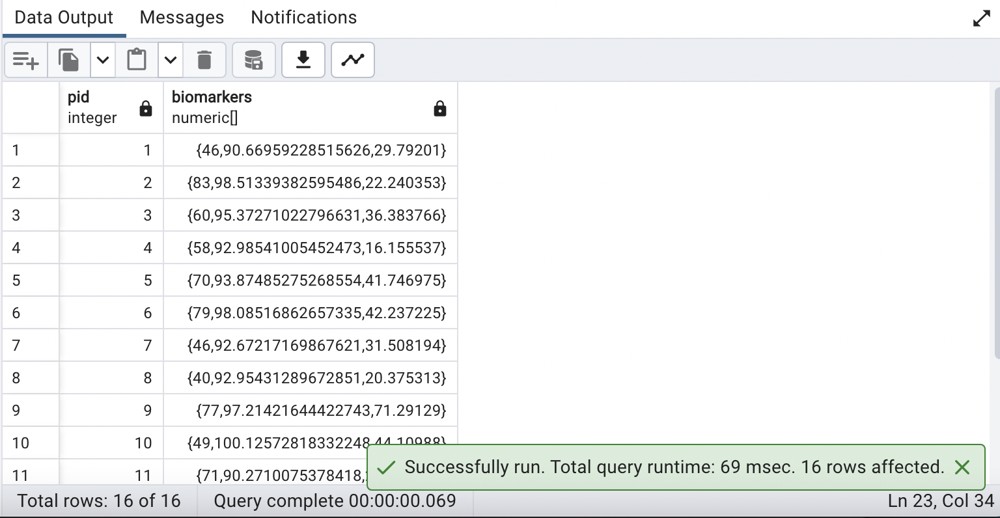 Data Output Messages Notifications
pid biomarkers
integer numeric[]
1 1 {46,90.66959228515626,29.79201}
2 2 {83,98.51339382595486,22.240353}
3 3 {60,95.37271022796631,36.383766}
4 4 {58,92.98541005452473,16.155537}
5 5 {70,93.87485275268554,41.746975}
6 6 {79,98.08516862657335,42.237225}
7 7 {46,92.67217169867621,31.508194}
8 8 {40,92.95431289672851,20.375313}
9 9 {77,97.21421644422743,71.29129}
10 10 {49,100.12572818332248,44.10988}
11 11 {71,90.2710075378418,
Successfully run. Total query runtime: 69 msec. 16 rows affected.
Total rows: 16 of 16 Query complete 00:00:00.069 Ln 23, Col 34